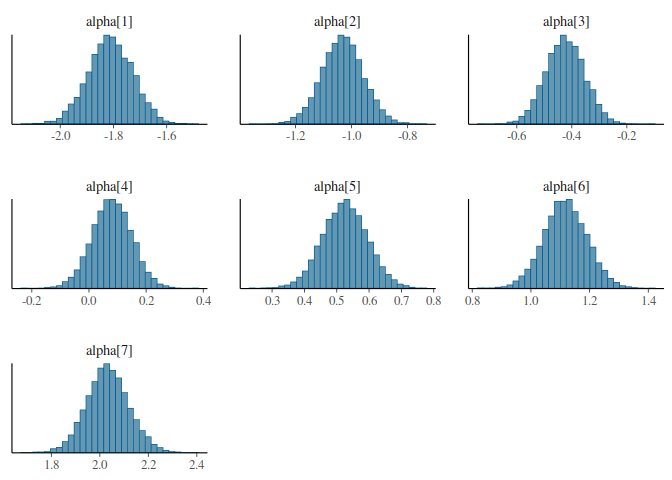 alpha[1] alpha[2] alpha[3]
-2.0 -1.8 -1.6 -1.2 -1.0 -0.8 -0.6 -0.4 -0.2
alpha[4] alpha[5] alpha[6]
-0.2 0.0 0.2 0.4 0.3 0.4 0.5 0.6 0.7 0.8 0.8 1.0 1.2 1.4
alpha[7]
1.8 2.0 2.2 2.4